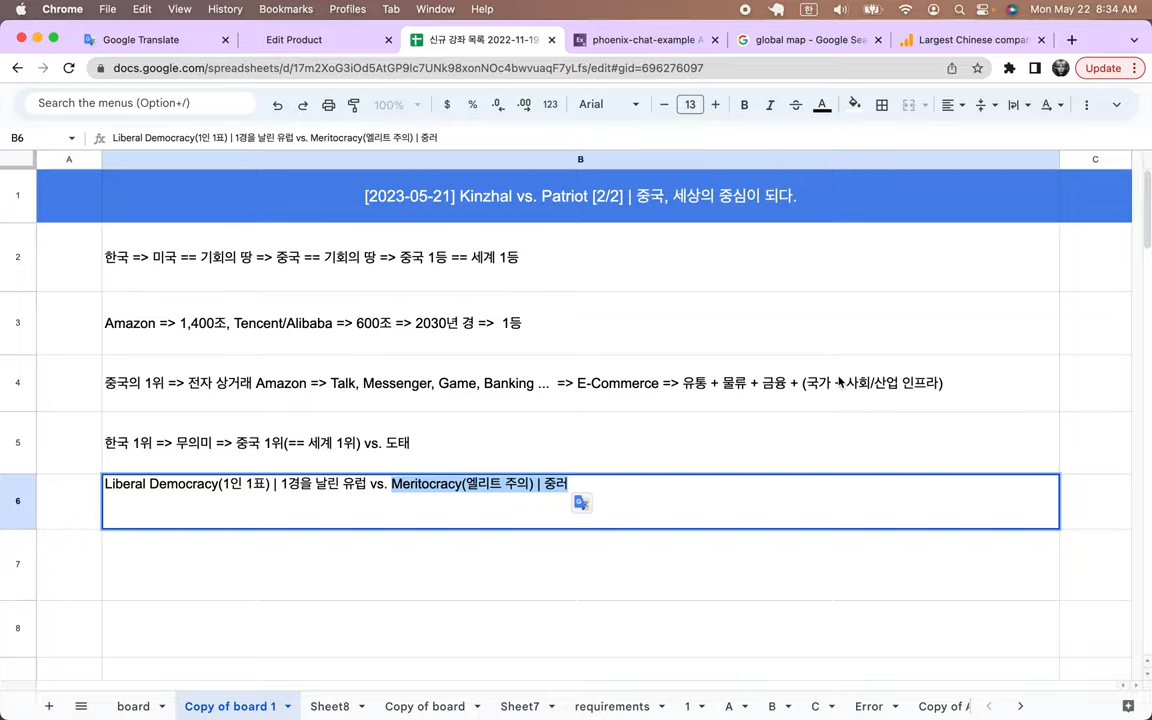 Chrome File Edit View History Bookmarks Profiles Tab Window Help 한 Mon May 22 8:34 AM
Google Translate Edit Product 신규 강좌 목록 2022-11-19 phoenix-chat-example A global map - Google Sea Largest Chinese compan
docs.google.com/spreadsheets/d/17m2XoG3iOd5AtGP9lc7UNk98xonNOc4bwvuaqF7yLfs/edit#gid=696276097 Update
Search the menus (Option+/) 100% $ % .0 .00 123 Arial 13 B I S A
B6 fx Liberal Democracy(1인 1표) | 1경을 날린 유럽 vs. Meritocracy(엘리트 주의) | 중러
A B C
1 [2023-05-21] Kinzhal vs. Patriot [2/2] | 중국, 세상의 중심이 되다.
2 한국 => 미국 == 기회의 땅 => 중국 == 기회의 땅 => 중국 1등 == 세계 1등
3 Amazon => 1,400조, Tencent/Alibaba => 600조 => 2030년 경 => 1등
4 중국의 1위 => 전자 상거래 Amazon => Talk, Messenger, Game, Banking ... => E-Commerce => 유통 + 물류 + 금융 + (국가 + 사회/산업 인프라)
5 한국 1위 => 무의미 => 중국 1위(== 세계 1위) vs. 도태
6 Liberal Democracy(1인 1표) | 1경을 날린 유럽 vs. Meritocracy(엘리트 주의) | 중러
7
8
board Copy of board 1 Sheet8 Copy of board Sheet7 requirements 1 A B C Error Copy of